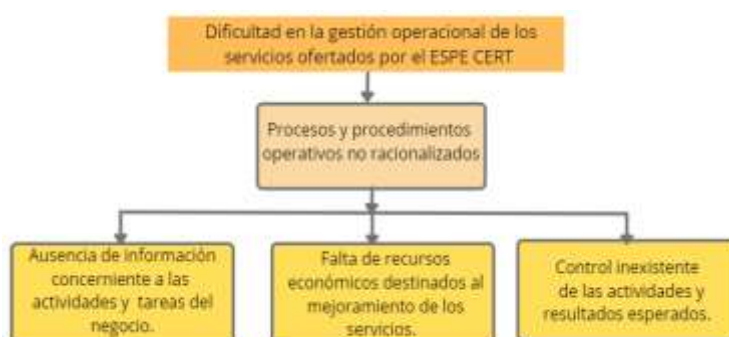 Dificultad en la gestión operacional de los
servicios ofertados por el ESPE CERT
Procesos y procedimientos
operativos no racionalizados
Ausencia de información
concerniente a las
actividades y tareas del
negocio.
Falta de recursos
económicos destinados al
mejoramiento de los
servicios.
Control inexistente
de las actividades y
resultados esperados.